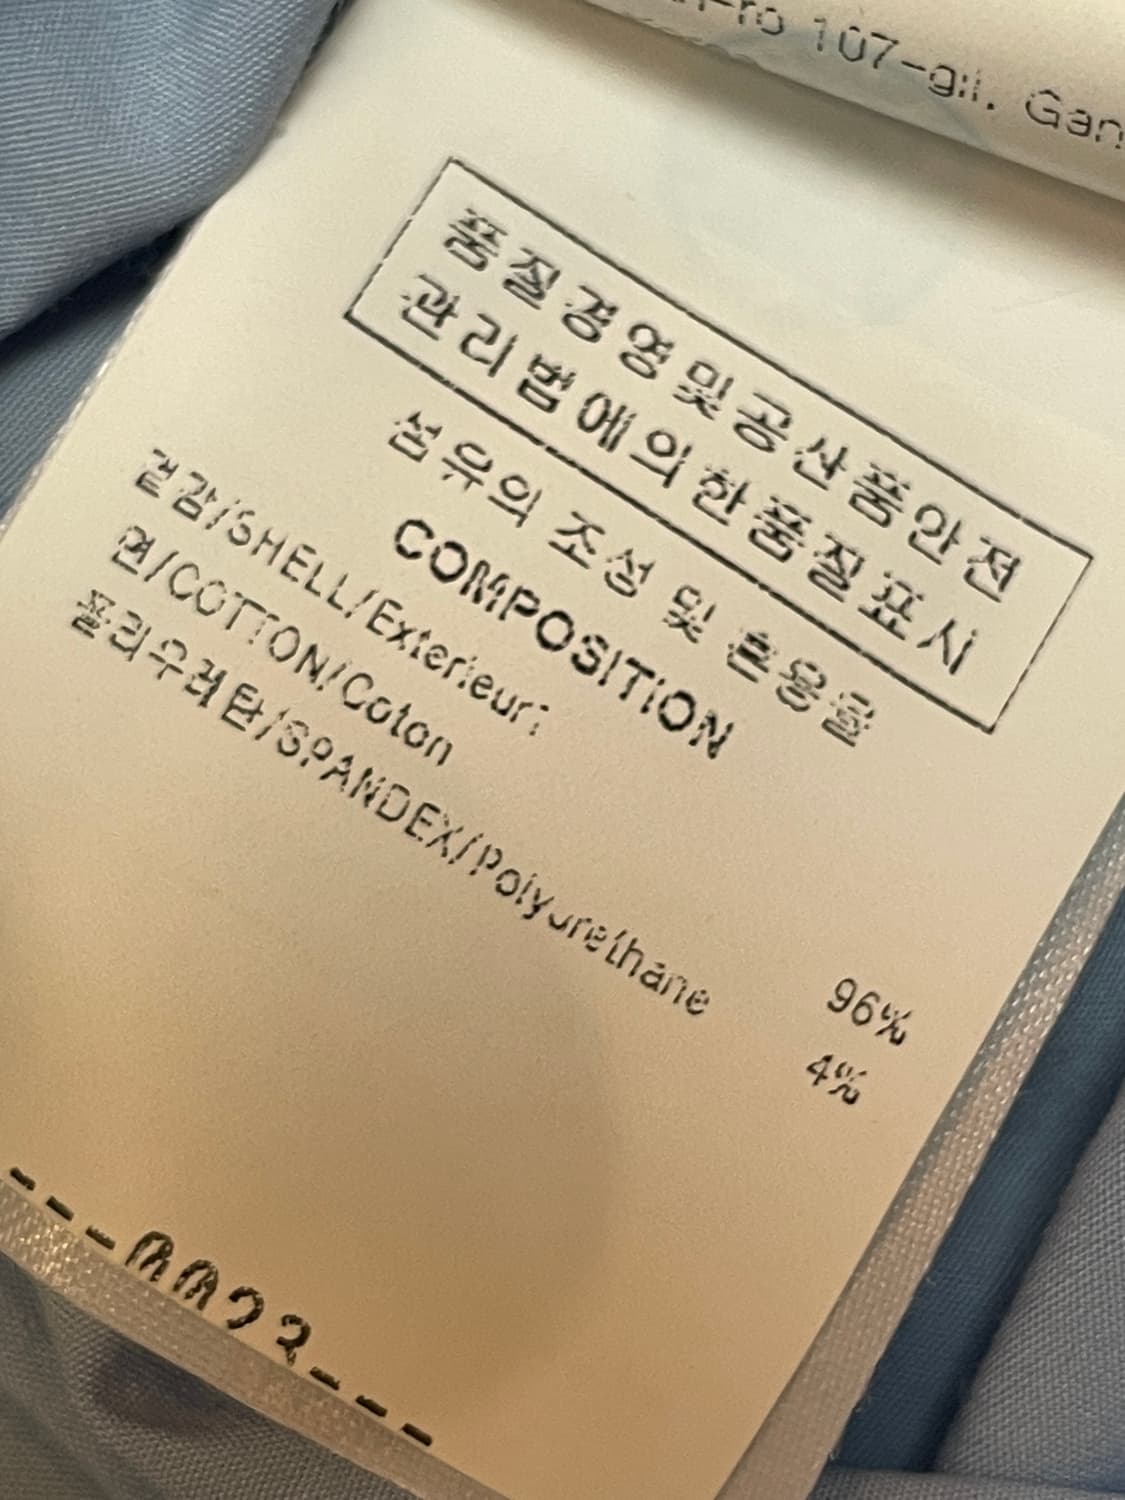 -ro 107-gil, Gan
품질경영및공산품안전
관리법에의한품질표시
섬유의 조성 및 혼용율
COMPOSITION
겉감/SHELL/Exterieur:
면/COTTON/Coton 96%
폴리우레탄/SPANDEX/Polyurethane 4%